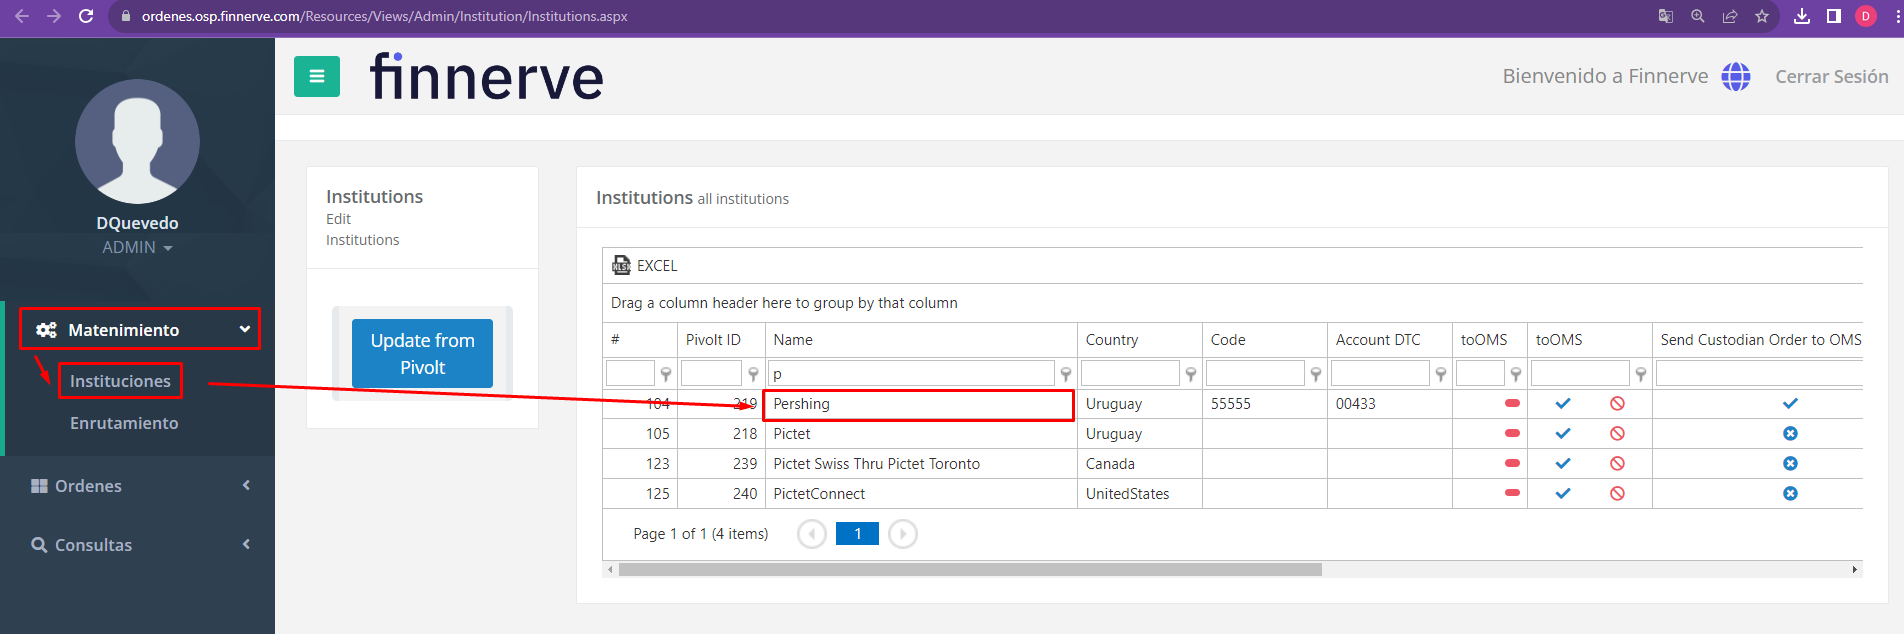 ordenes.osp.finnerve.com/Resources/Views/Admin/Institution/Institutions.aspx
D
finnerve
Bienvenido a Finnerve
Cerrar Sesión
DQuevedo
ADMIN
Matenimiento
Instituciones
Enrutamiento
Ordenes
Consultas
Institutions
Edit
Institutions
Update from
Pivolt
Institutions all institutions
XLSX EXCEL
Drag a column header here to group by that column
# Pivolt ID Name Country Code Account DTC toOMS toOMS Send Custodian Order to OMS
p
104 219 Pershing Uruguay 55555 00433
105 218 Pictet Uruguay
123 239 Pictet Swiss Thru Pictet Toronto Canada
125 240 PictetConnect UnitedStates
Page 1 of 1 (4 items) 1